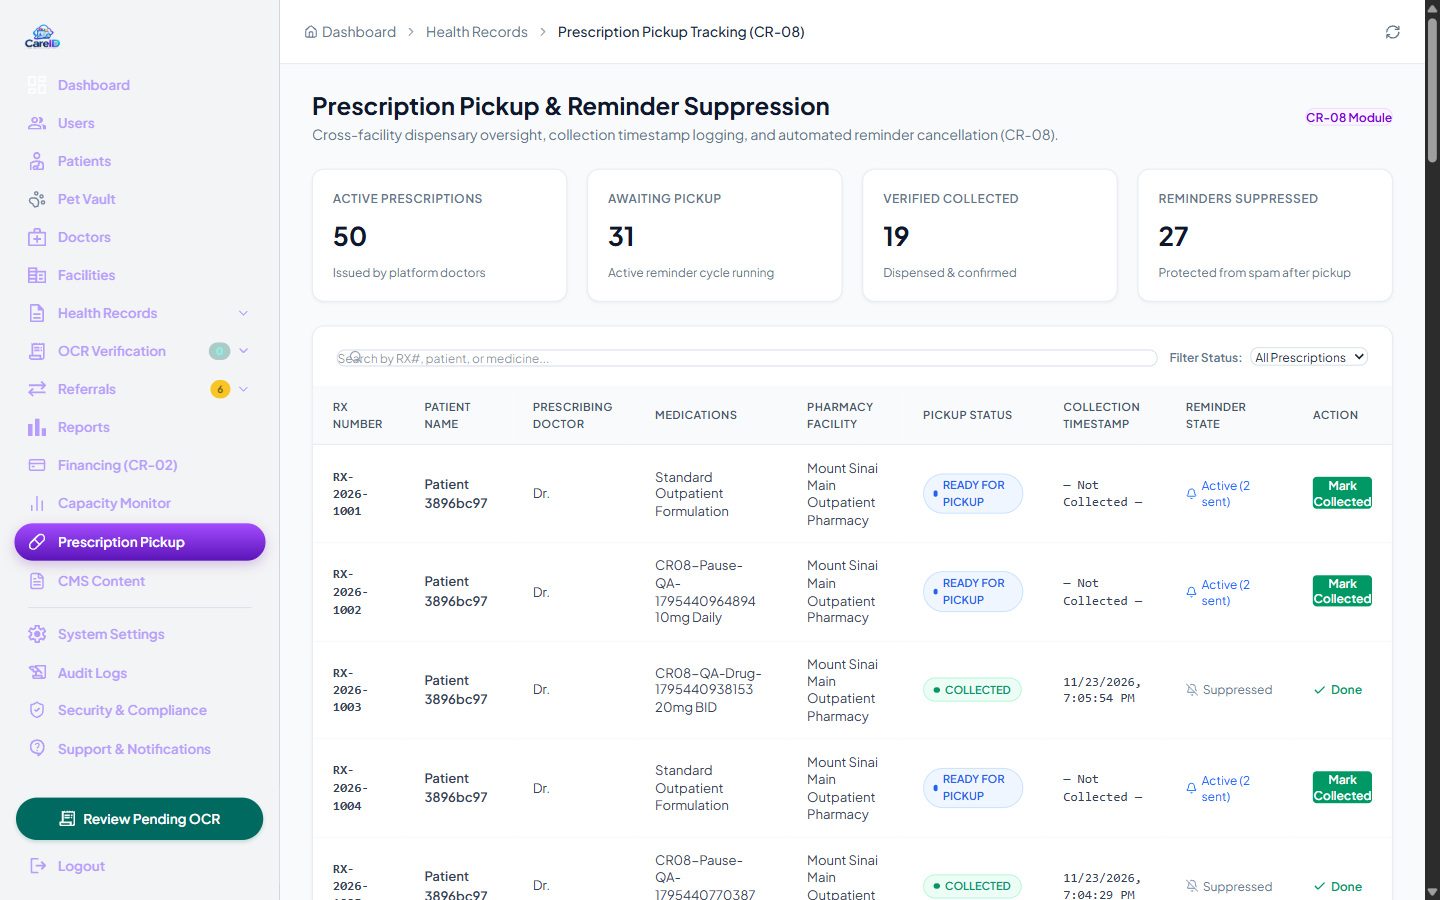 CareID
Dashboard
Users
Patients
Pet Vault
Doctors
Facilities
Health Records
OCR Verification 0
Referrals 6
Reports
Financing (CR-02)
Capacity Monitor
Prescription Pickup
CMS Content
System Settings
Audit Logs
Security & Compliance
Support & Notifications
Review Pending OCR
Logout
Dashboard > Health Records > Prescription Pickup Tracking (CR-08)
Prescription Pickup & Reminder Suppression
Cross-facility dispensary oversight, collection timestamp logging, and automated reminder cancellation (CR-08).
CR-08 Module
ACTIVE PRESCRIPTIONS
50
Issued by platform doctors
AWAITING PICKUP
31
Active reminder cycle running
VERIFIED COLLECTED
19
Dispensed & confirmed
REMINDERS SUPPRESSED
27
Protected from spam after pickup
Search by RX#, patient, or medicine...
Filter Status: All Prescriptions
RX
NUMBER
PATIENT
NAME
PRESCRIBING
DOCTOR
MEDICATIONS
PHARMACY
FACILITY
PICKUP STATUS
COLLECTION
TIMESTAMP
REMINDER
STATE
ACTION
RX-
2026-
1001
Patient
3896bc97
Dr.
Standard
Outpatient
Formulation
Mount Sinai
Main
Outpatient
Pharmacy
READY FOR
PICKUP
— Not
Collected —
Active (2
sent)
Mark
Collected
RX-
2026-
1002
Patient
3896bc97
Dr.
CR08-Pause-
QA-
1795440964894
10mg Daily
Mount Sinai
Main
Outpatient
Pharmacy
READY FOR
PICKUP
— Not
Collected —
Active (2
sent)
Mark
Collected
RX-
2026-
1003
Patient
3896bc97
Dr.
CR08-QA-Drug-
1795440938153
20mg BID
Mount Sinai
Main
Outpatient
Pharmacy
COLLECTED
11/23/2026,
7:05:54 PM
Suppressed
Done
RX-
2026-
1004
Patient
3896bc97
Dr.
Standard
Outpatient
Formulation
Mount Sinai
Main
Outpatient
Pharmacy
READY FOR
PICKUP
— Not
Collected —
Active (2
sent)
Mark
Collected
RX-
2026-
Patient
3896bc97
Dr.
CR08-Pause-
QA-
1795440770387
Mount Sinai
Main
Outpatient
COLLECTED
11/23/2026,
7:04:29 PM
Suppressed
Done